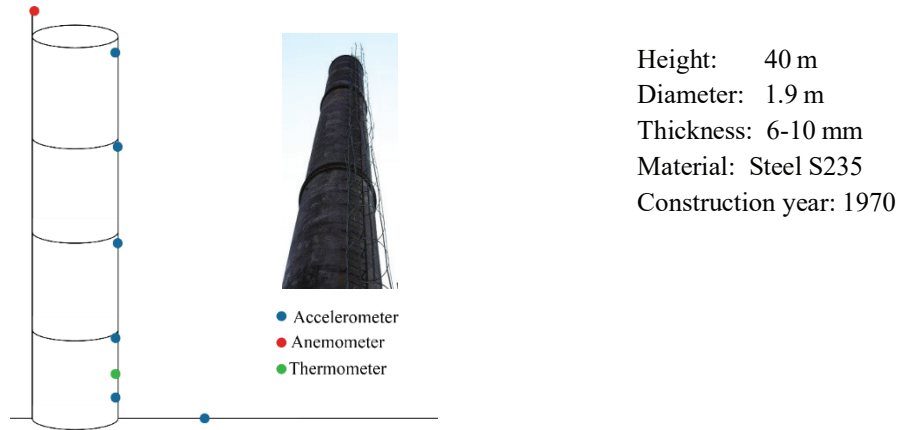 Height: 40 m
Diameter: 1.9 m
Thickness: 6-10 mm
Material: Steel S235
Construction year: 1970
Accelerometer
Anemometer
Thermometer